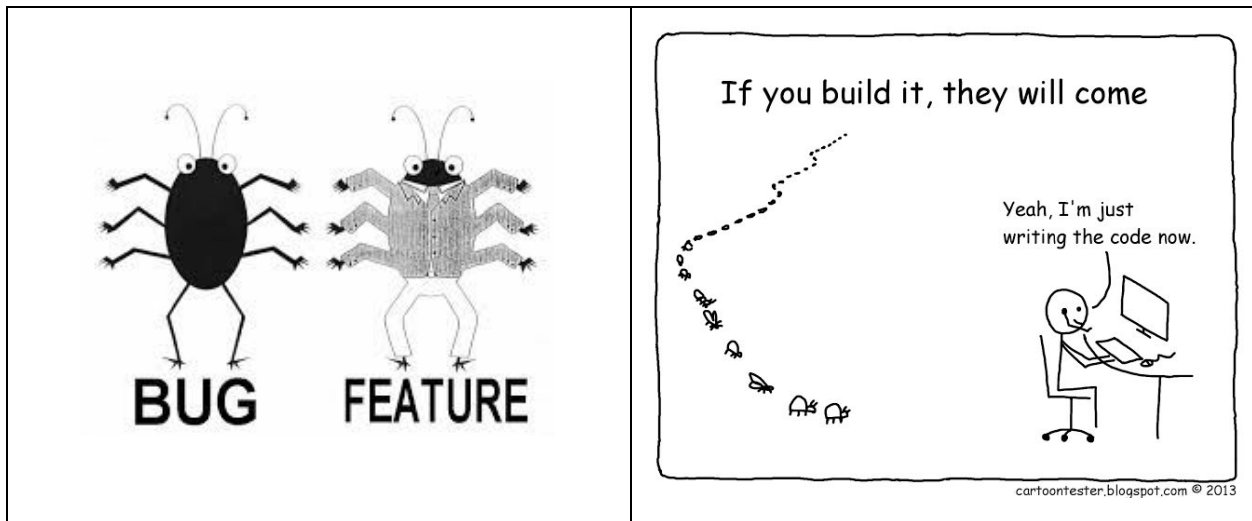 BUG FEATURE
If you build it, they will come
Yeah, I'm just
writing the code now.
cartoontester.blogspot.com © 2013